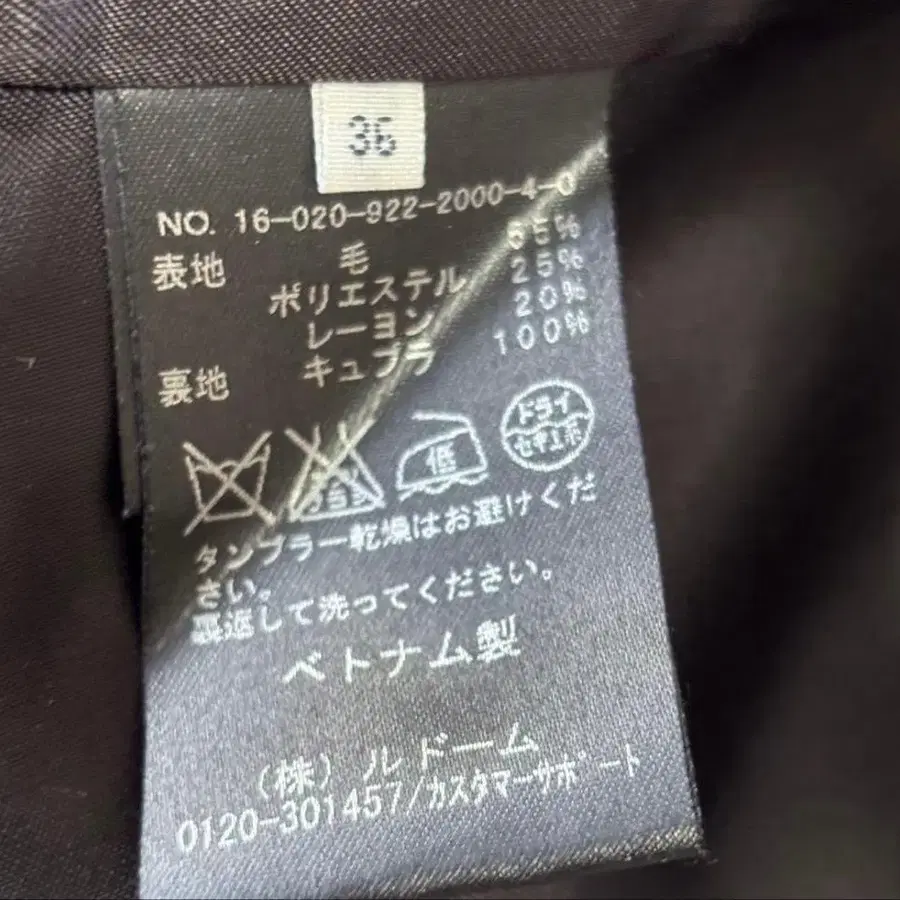 36
NO. 16-020-922-2000-4-0
表地 毛 55%
ポリエステル 25%
レーヨン 20%
裏地 キュプラ 100%
低
ドライ
セキユ系
タンブラー乾燥はお避けくだ
さい。
裏返して洗ってください。
ベトナム製
(株)ルドーム
0120-301457/カスタマーサポート